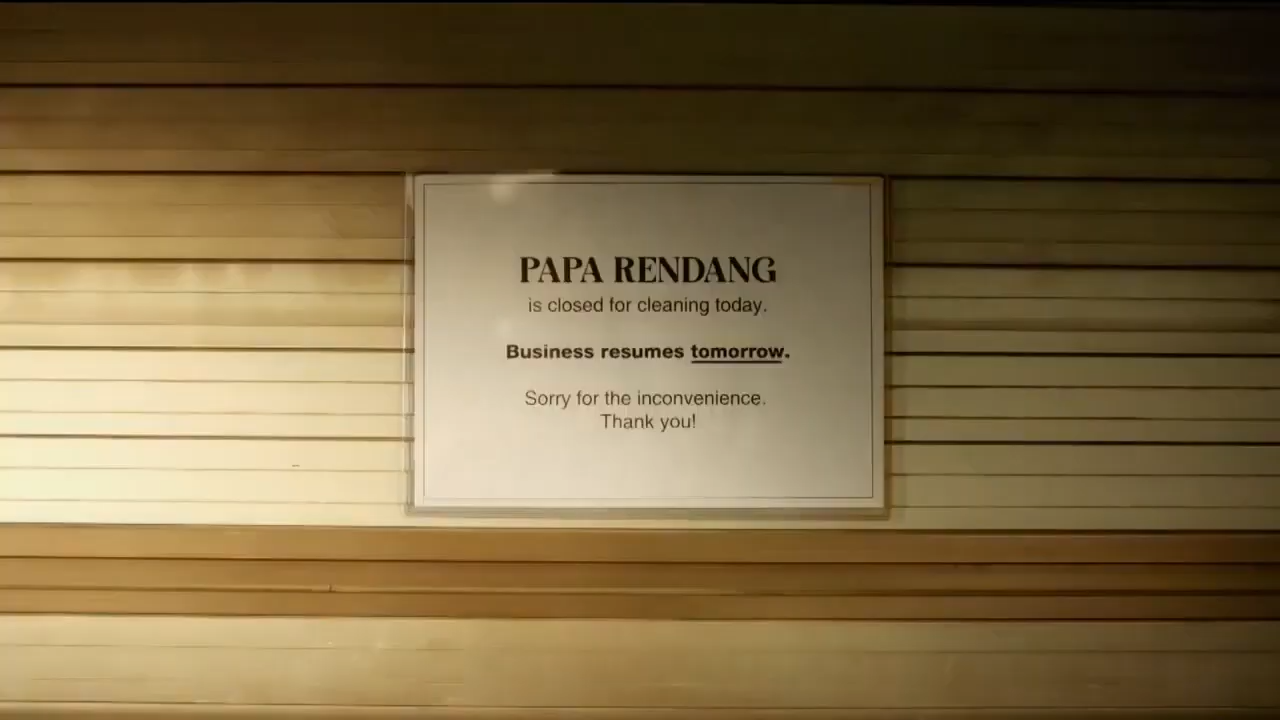 PAPA RENDANG
is closed for cleaning today.
Business resumes tomorrow.
Sorry for the inconvenience.
Thank you!